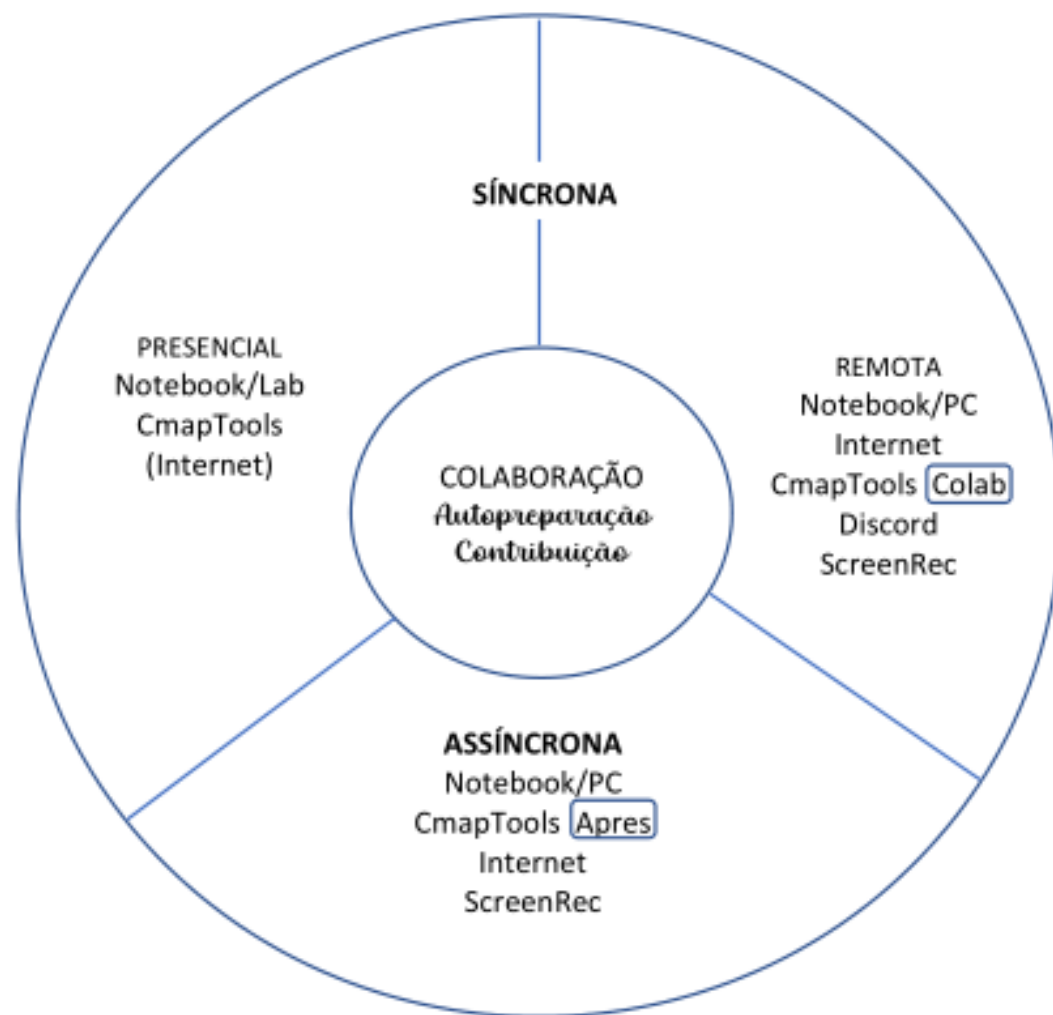 SÍNCRONA
PRESENCIAL
Notebook/Lab
CmapTools
(Internet)
REMOTA
Notebook/PC
Internet
CmapTools Colab
Discord
ScreenRec
COLABORAÇÃO
Autopreparação
Contribuição
ASSÍNCRONA
Notebook/PC
CmapTools Apres
Internet
ScreenRec